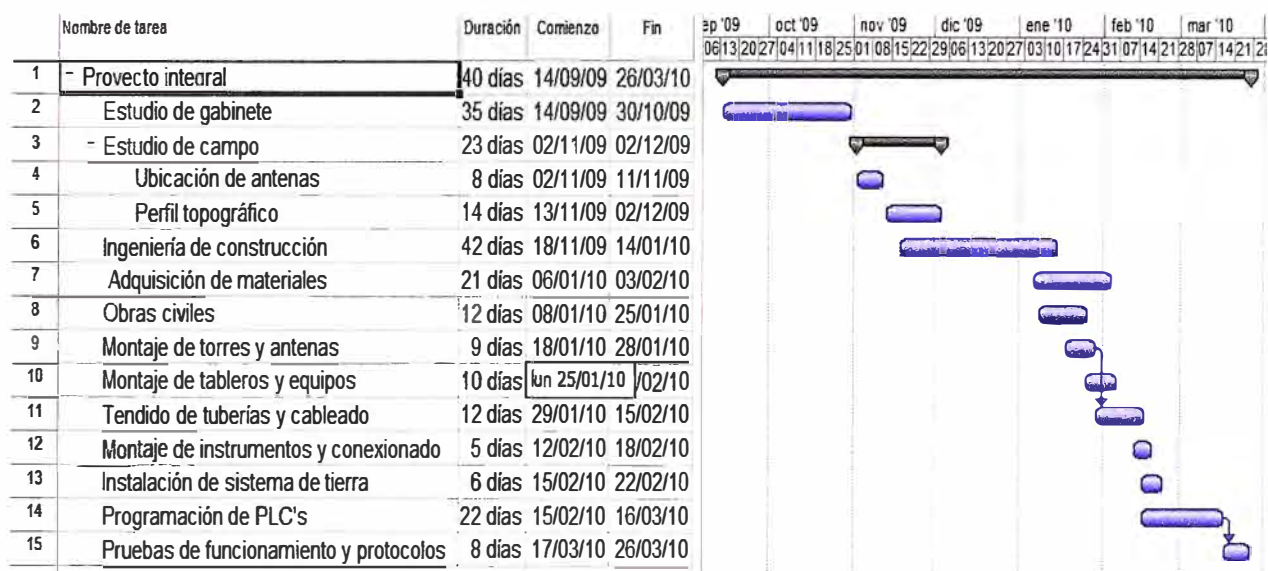 Nombre de tarea Duración Comienzo Fin ep '09 oct '09 nov '09 dic '09 ene '10 feb '10 mar '10
06 13 20 27 04 11 18 25 01 08 15 22 29 06 13 20 27 03 10 17 24 31 07 14 21 28 07 14 21 28
1 - Proyecto integral 40 días 14/09/09 26/03/10
2 Estudio de gabinete 35 días 14/09/09 30/10/09
3 - Estudio de campo 23 días 02/11/09 02/12/09
4 Ubicación de antenas 8 días 02/11/09 11/11/09
5 Perfil topográfico 14 días 13/11/09 02/12/09
6 Ingeniería de construcción 42 días 18/11/09 14/01/10
7 Adquisición de materiales 21 días 06/01/10 03/02/10
8 Obras civiles 12 días 08/01/10 25/01/10
9 Montaje de torres y antenas 9 días 18/01/10 28/01/10
10 Montaje de tableros y equipos 10 días lun 25/01/10 /02/10
11 Tendido de tuberías y cableado 12 días 29/01/10 15/02/10
12 Montaje de instrumentos y conexionado 5 días 12/02/10 18/02/10
13 Instalación de sistema de tierra 6 días 15/02/10 22/02/10
14 Programación de PLC's 22 días 15/02/10 16/03/10
15 Pruebas de funcionamiento y protocolos 8 días 17/03/10 26/03/10